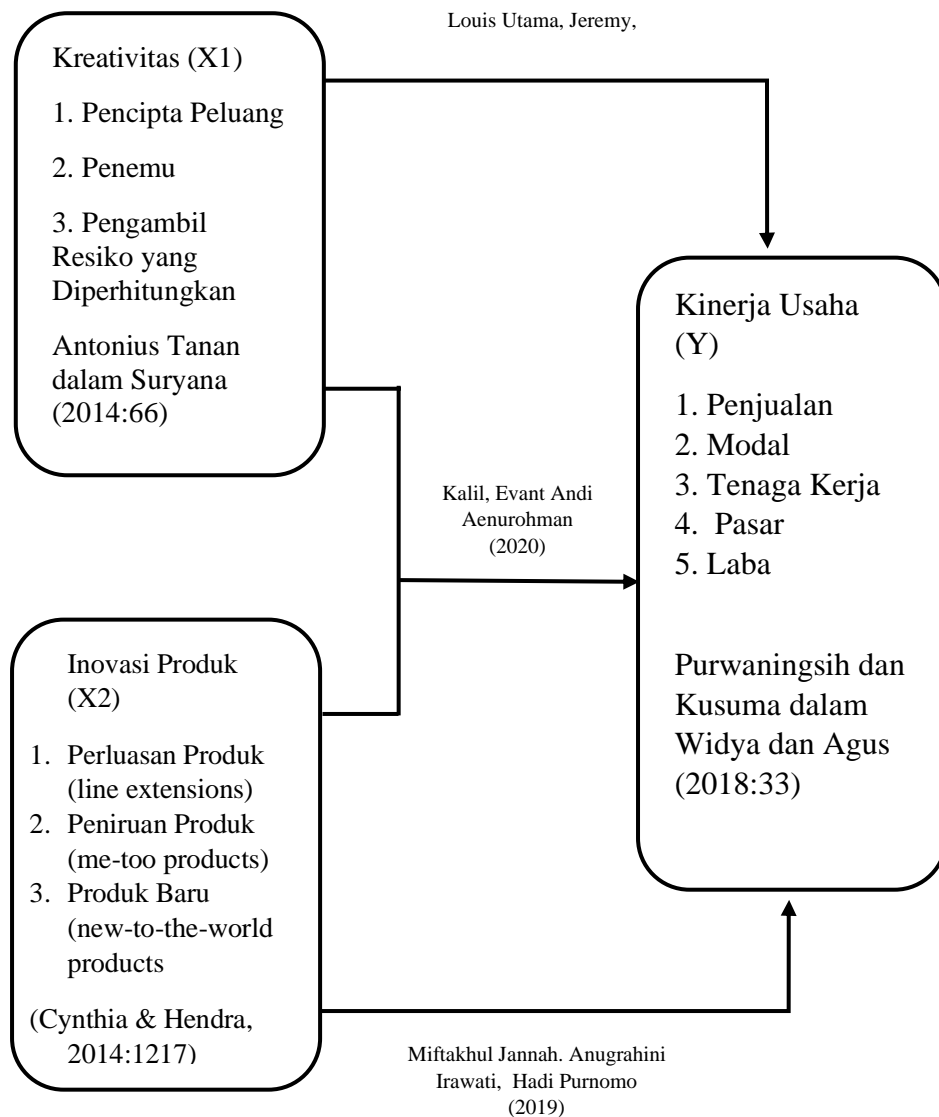 Louis Utama, Jeremy,
Kreativitas (X1)
1. Pencipta Peluang
2. Penemu
3. Pengambil
Resiko yang
Diperhitungkan
Antonius Tanan
dalam Suryana
(2014:66)
Kinerja Usaha
(Y)
1. Penjualan
2. Modal
3. Tenaga Kerja
4. Pasar
5. Laba
Purwaningsih dan
Kusuma dalam
Widya dan Agus
(2018:33)
Kalil, Evant Andi
Aenurohman
(2020)
Inovasi Produk
(X2)
1. Perluasan Produk
(line extensions)
2. Peniruan Produk
(me-too products)
3. Produk Baru
(new-to-the-world
products
(Cynthia & Hendra,
2014:1217)
Miftakhul Jannah. Anugrahini
Irawati, Hadi Purnomo
(2019)